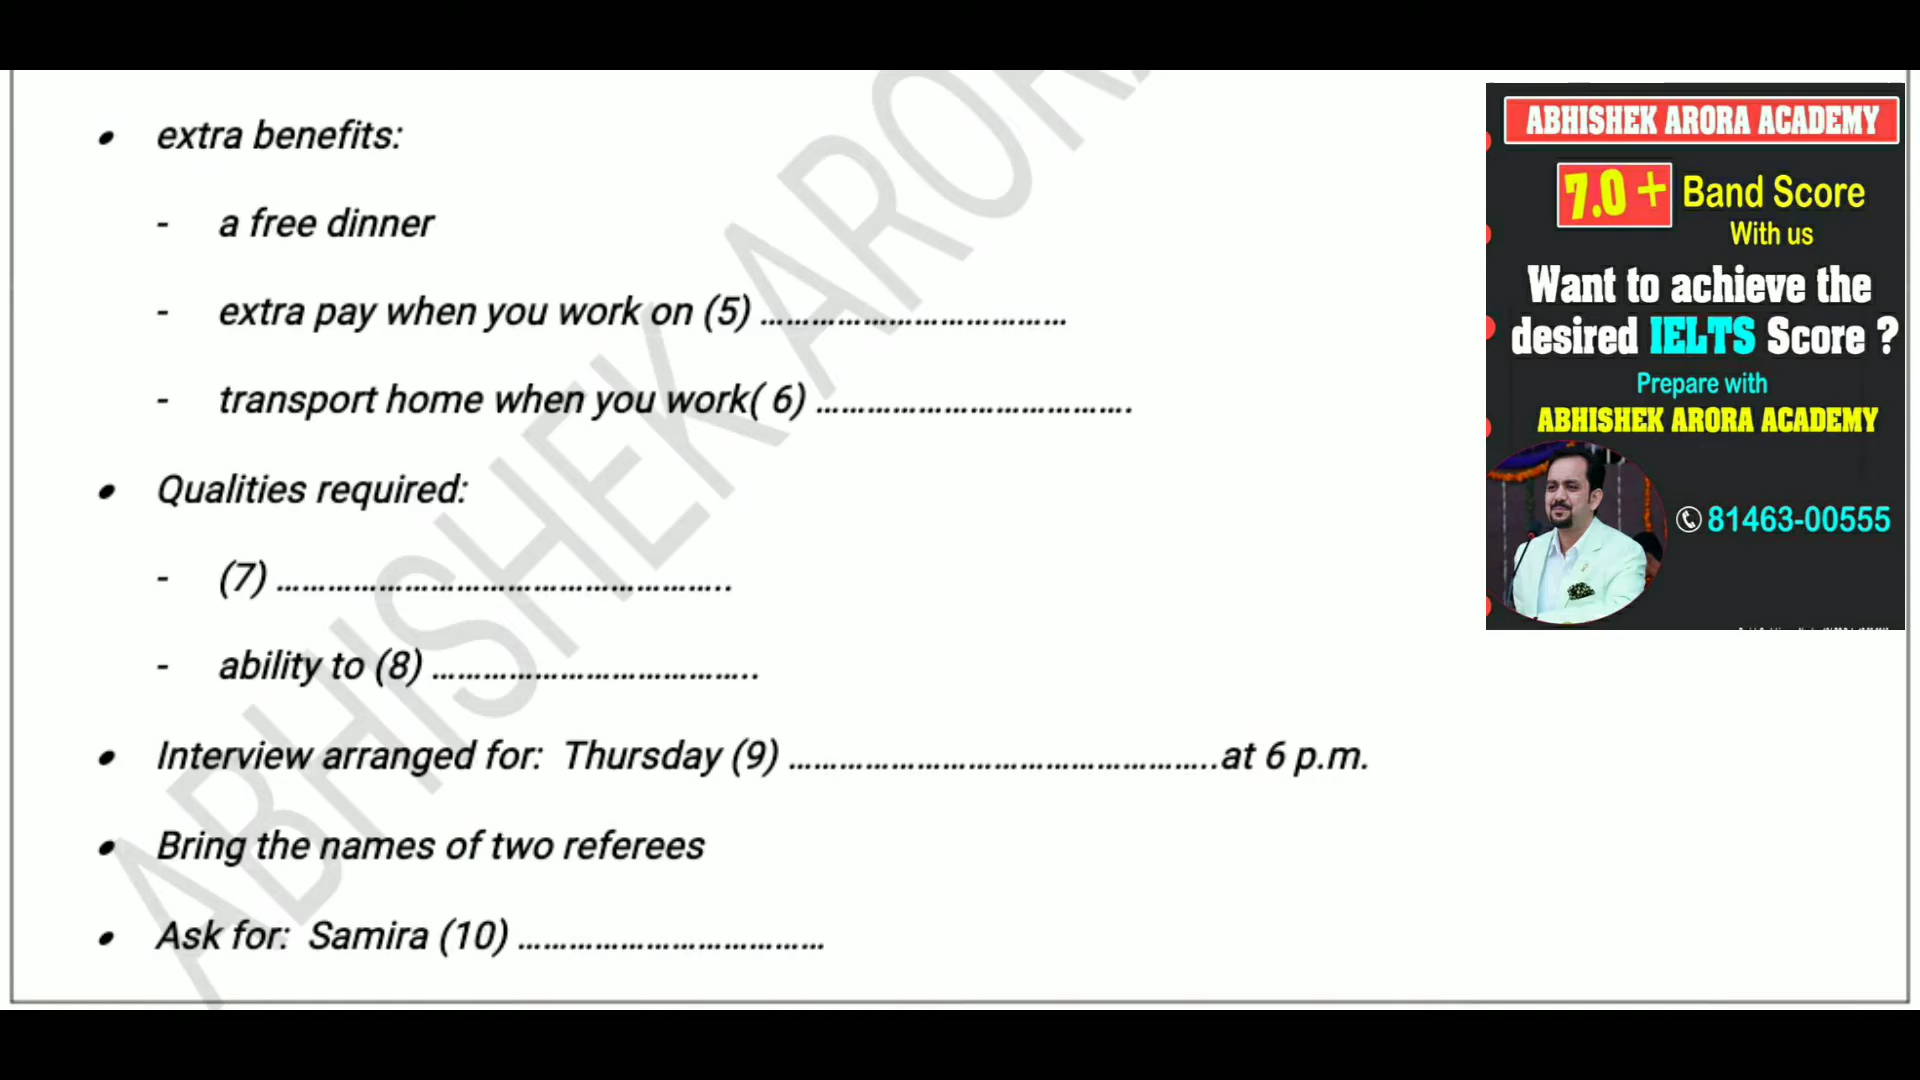 extra benefits:
- a free dinner
- extra pay when you work on (5) ...............................
- transport home when you work( 6) ................................
Qualities required:
- (7) .............................................
- ability to (8) ................................
Interview arranged for: Thursday (9) ...........................................at 6 p.m.
Bring the names of two referees
Ask for: Samira (10) ...............................
ABHISHEK ARORA
ABHISHEK ARORA ACADEMY
7.0 + Band Score
With us
Want to achieve the
desired IELTS Score ?
Prepare with
ABHISHEK ARORA ACADEMY
81463-00555